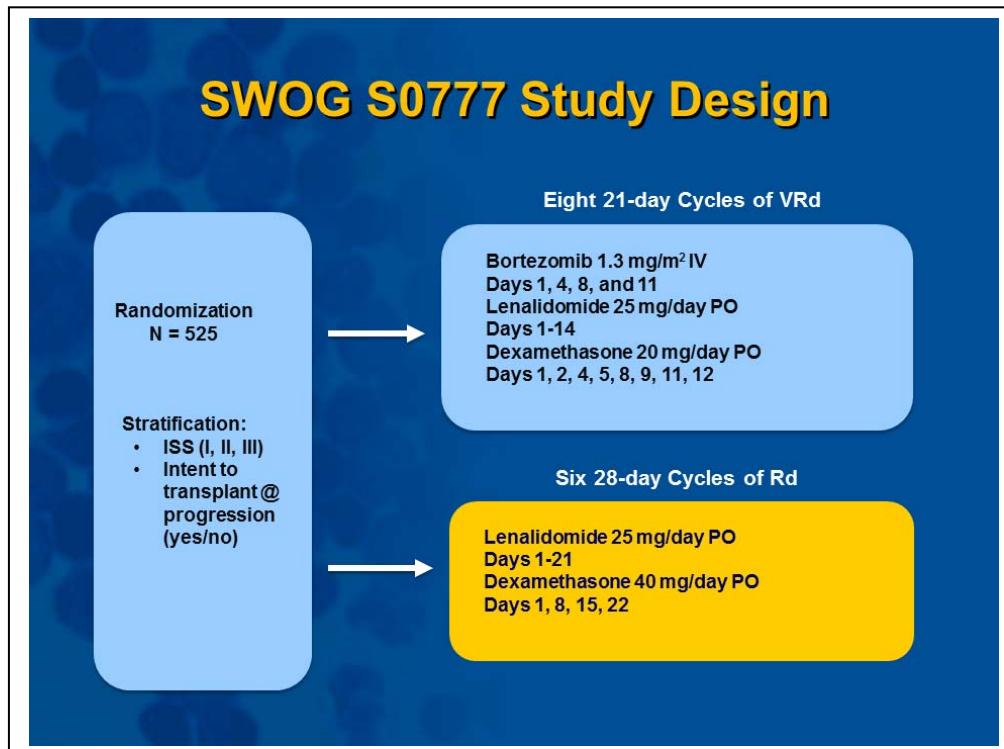 SWOG S0777 Study Design
Randomization
N = 525
Stratification:
• ISS (I, II, III)
• Intent to
transplant @
progression
(yes/no)
Eight 21-day Cycles of VRd
Bortezomib 1.3 mg/m² IV
Days 1, 4, 8, and 11
Lenalidomide 25 mg/day PO
Days 1-14
Dexamethasone 20 mg/day PO
Days 1, 2, 4, 5, 8, 9, 11, 12
Six 28-day Cycles of Rd
Lenalidomide 25 mg/day PO
Days 1-21
Dexamethasone 40 mg/day PO
Days 1, 8, 15, 22